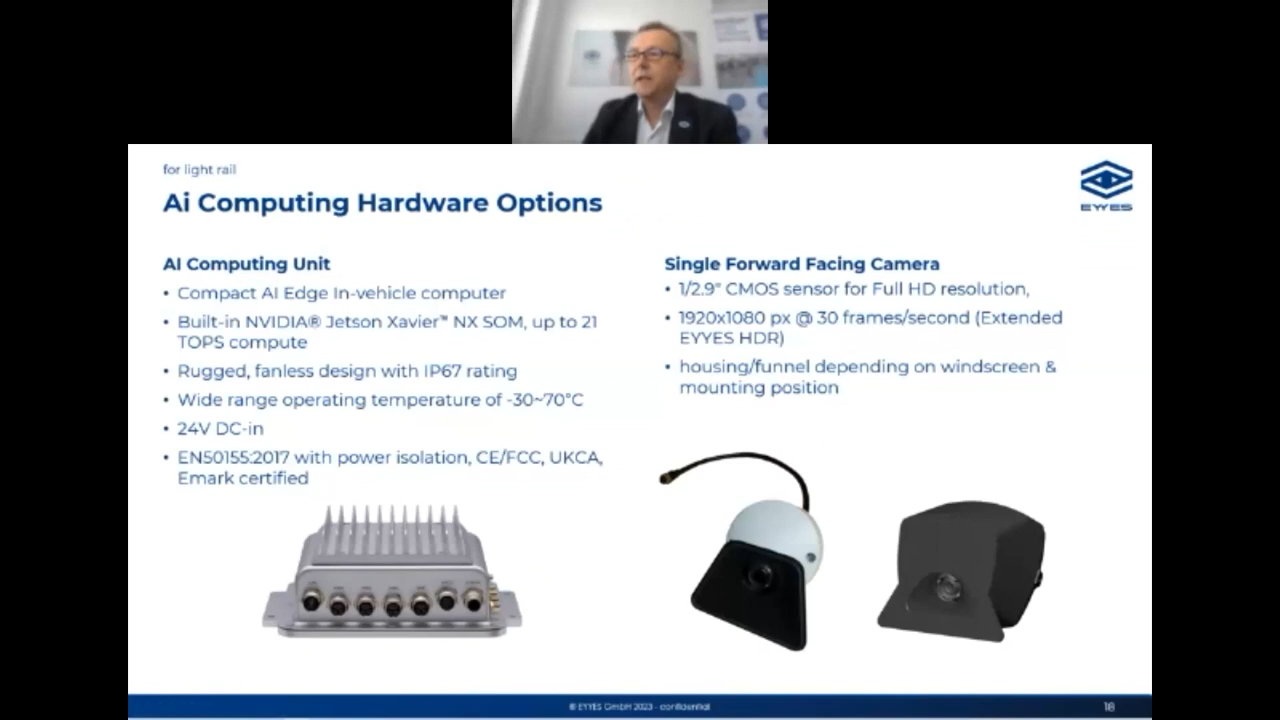 for light rail
Ai Computing Hardware Options
EYYES
AI Computing Unit
• Compact AI Edge In-vehicle computer
• Built-in NVIDIA® Jetson Xavier™ NX SOM, up to 21
TOPS compute
• Rugged, fanless design with IP67 rating
• Wide range operating temperature of -30~70°C
• 24V DC-in
• EN50155:2017 with power isolation, CE/FCC, UKCA,
Emark certified
Single Forward Facing Camera
• 1/2.9" CMOS sensor for Full HD resolution,
• 1920x1080 px @ 30 frames/second (Extended
EYYES HDR)
• housing/funnel depending on windscreen &
mounting position
© EYYES GmbH 2023 - confidential
18